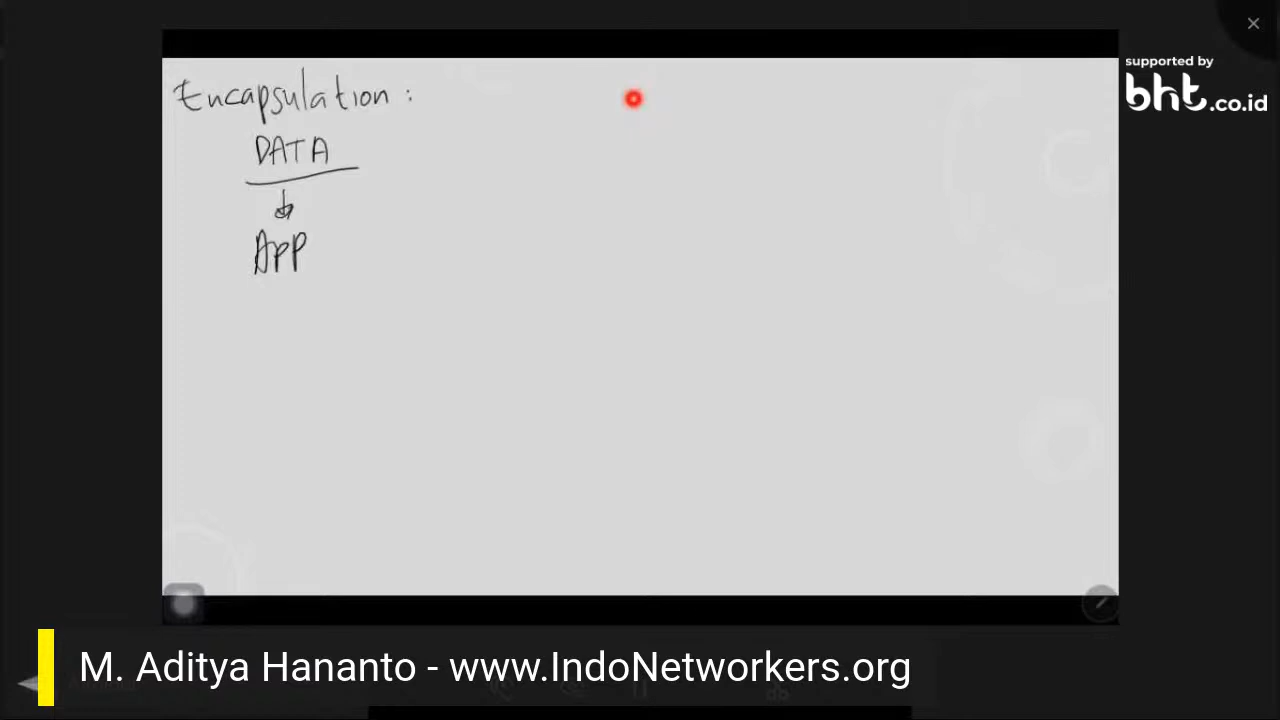 Encapsulation :
DATA
APP
supported by
bht.co.id
M. Aditya Hananto - www.IndoNetworkers.org